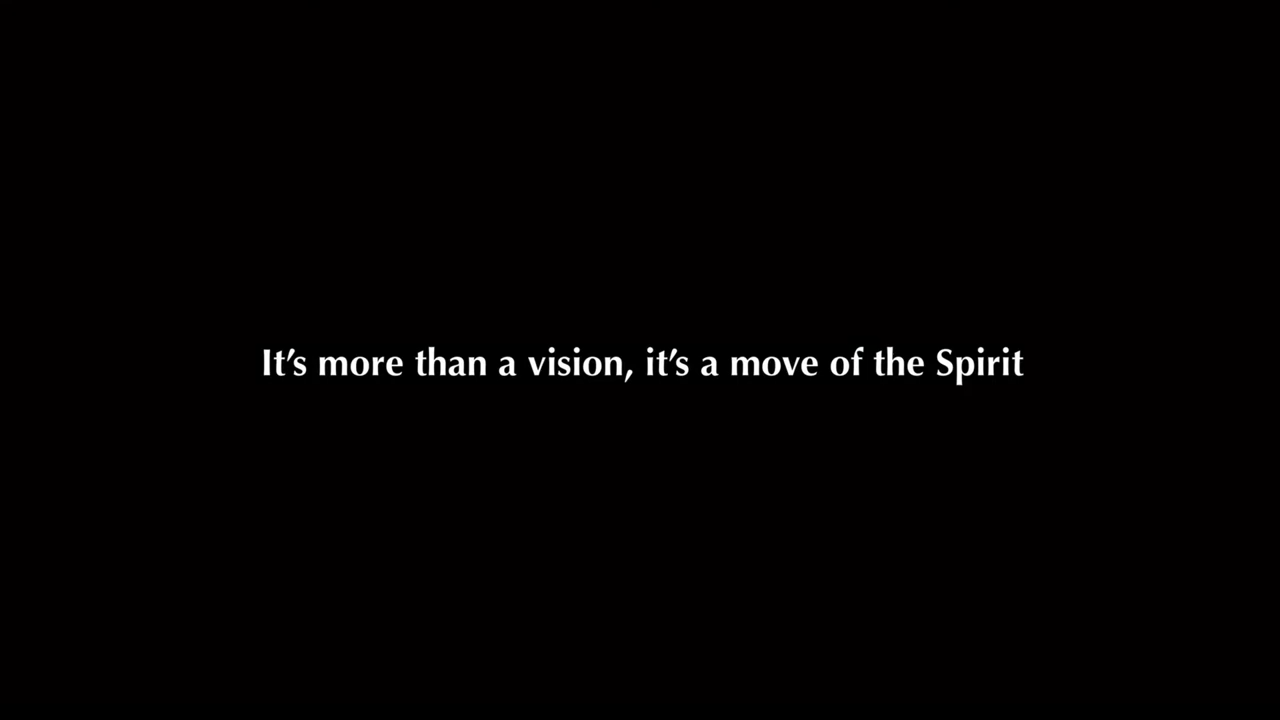 It’s more than a vision, it’s a move of the Spirit